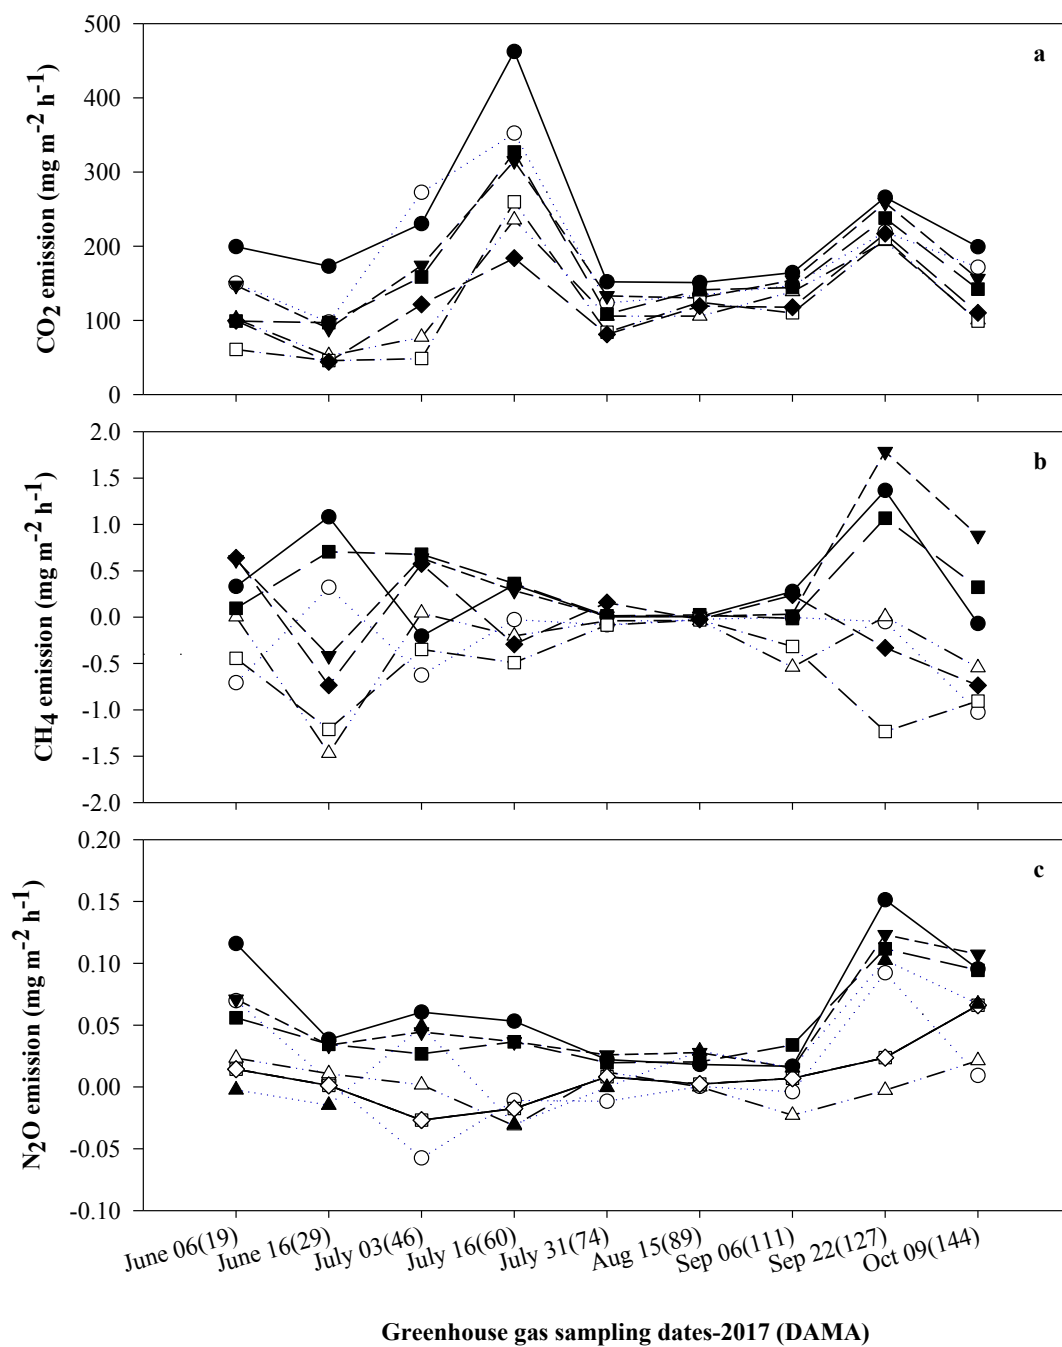 a
CO2 emission (mg m-2 h-1)
500
400
300
200
100
0
b
CH4 emission (mg m-2 h-1)
2.0
1.5
1.0
0.5
0.0
-0.5
-1.0
-1.5
-2.0
c
N2O emission (mg m-2 h-1)
0.20
0.15
0.10
0.05
0.00
-0.05
-0.10
June 06(19)
June 16(29)
July 03(46)
July 16(60)
July 31(74)
Aug 15(89)
Sep 06(111)
Sep 22(127)
Oct 09(144)
Greenhouse gas sampling dates-2017 (DAMA)